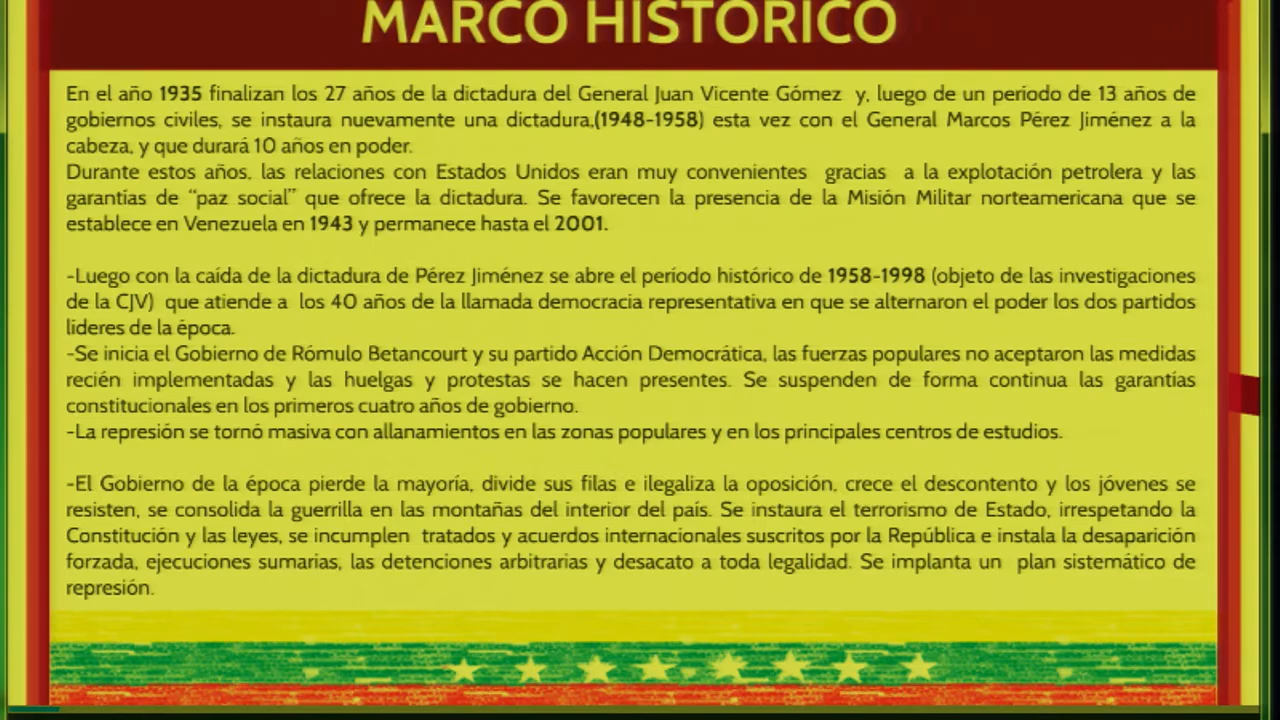 MARCO HISTÓRICO
En el año 1935 finalizan los 27 años de la dictadura del General Juan Vicente Gómez y, luego de un período de 13 años de
gobiernos civiles, se instaura nuevamente una dictadura,(1948-1958) esta vez con el General Marcos Pérez Jiménez a la
cabeza, y que durará 10 años en poder.
Durante estos años, las relaciones con Estados Unidos eran muy convenientes gracias a la explotación petrolera y las
garantías de “paz social” que ofrece la dictadura. Se favorecen la presencia de la Misión Militar norteamericana que se
establece en Venezuela en 1943 y permanece hasta el 2001.
-Luego con la caída de la dictadura de Pérez Jiménez se abre el período histórico de 1958-1998 (objeto de las investigaciones
de la CJV) que atiende a los 40 años de la llamada democracia representativa en que se alternaron el poder los dos partidos
líderes de la época.
-Se inicia el Gobierno de Rómulo Betancourt y su partido Acción Democrática, las fuerzas populares no aceptaron las medidas
recién implementadas y las huelgas y protestas se hacen presentes. Se suspenden de forma continua las garantías
constitucionales en los primeros cuatro años de gobierno.
-La represión se tornó masiva con allanamientos en las zonas populares y en los principales centros de estudios.
-El Gobierno de la época pierde la mayoría, divide sus filas e ilegaliza la oposición, crece el descontento y los jóvenes se
resisten, se consolida la guerrilla en las montañas del interior del país. Se instaura el terrorismo de Estado, irrespetando la
Constitución y las leyes, se incumplen tratados y acuerdos internacionales suscritos por la República e instala la desaparición
forzada, ejecuciones sumarias, las detenciones arbitrarias y desacato a toda legalidad. Se implanta un plan sistemático de
represión.